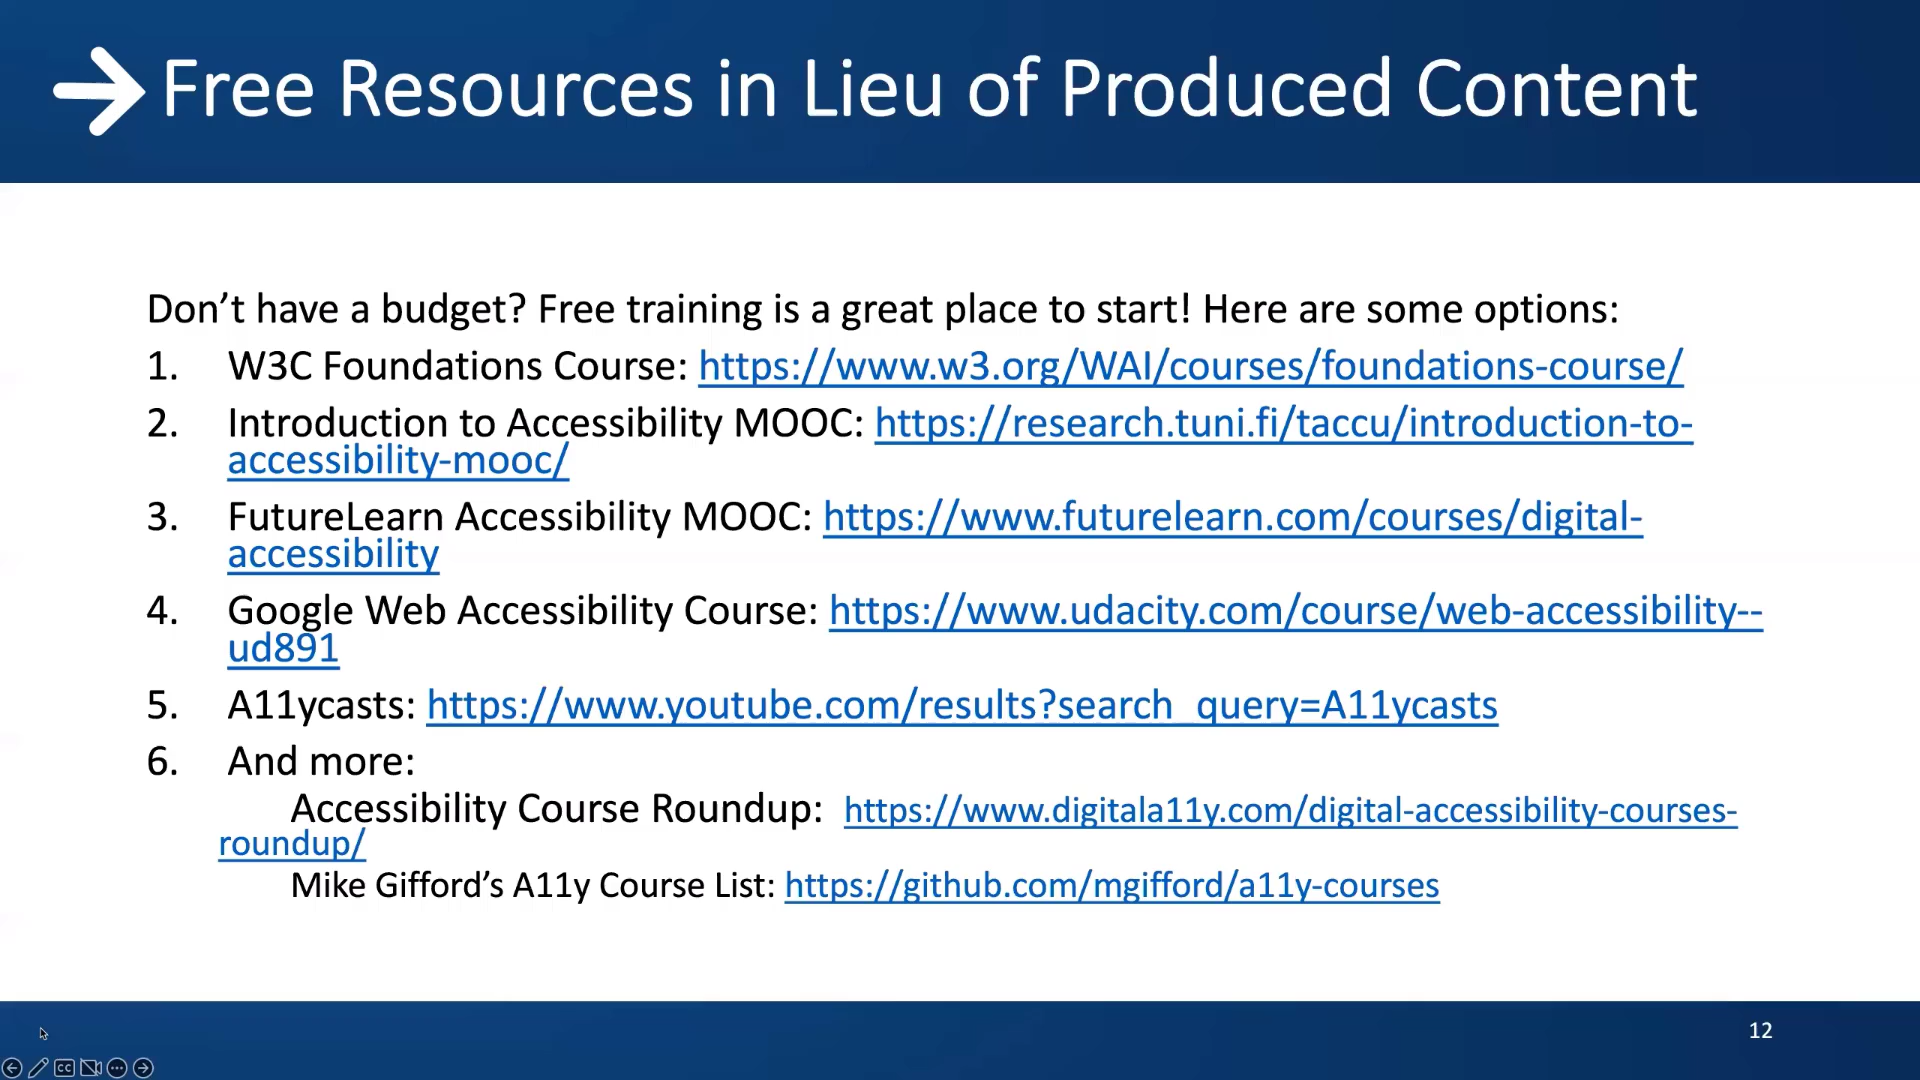 Free Resources in Lieu of Produced Content
Don’t have a budget? Free training is a great place to start! Here are some options:
1. W3C Foundations Course: https://www.w3.org/WAI/courses/foundations-course/
2. Introduction to Accessibility MOOC: https://research.tuni.fi/taccu/introduction-to-
accessibility-mooc/
3. FutureLearn Accessibility MOOC: https://www.futurelearn.com/courses/digital-
accessibility
4. Google Web Accessibility Course: https://www.udacity.com/course/web-accessibility--
ud891
5. A11ycasts: https://www.youtube.com/results?search_query=A11ycasts
6. And more:
Accessibility Course Roundup: https://www.digitala11y.com/digital-accessibility-courses-
roundup/
Mike Gifford’s A11y Course List: https://github.com/mgifford/a11y-courses
12
CC